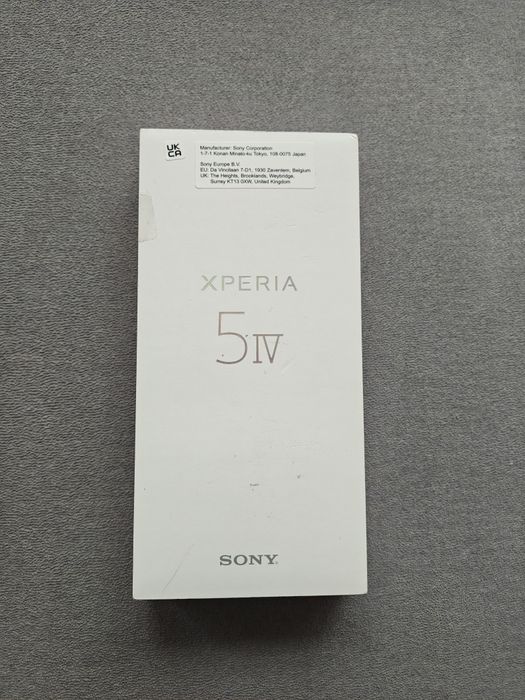 UK
CA
Manufacturer: Sony Corporation
1-7-1 Konan Minato-ku Tokyo, 108-0075 Japan
Sony Europe B.V.
EU: Da Vincilaan 7-D1, 1930 Zaventem, Belgium
UK: The Heights, Brooklands, Weybridge,
Surrey KT13 0XW, United Kingdom
XPERIA
5 IV
SONY